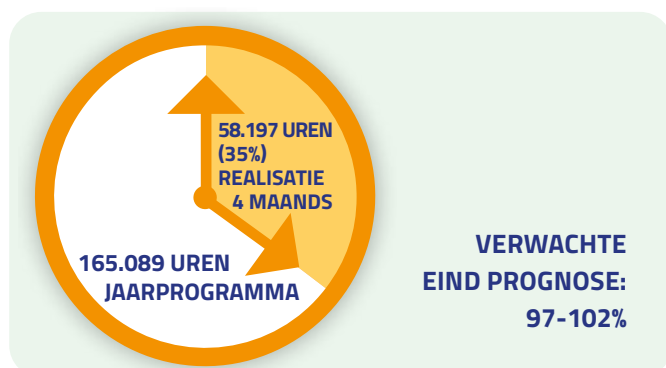 58.197 UREN
(35%)
REALISATIE
4 MAANDS
165.089 UREN
JAARPROGRAMMA
VERWACHTE
EIND PROGNOSE:
97-102%